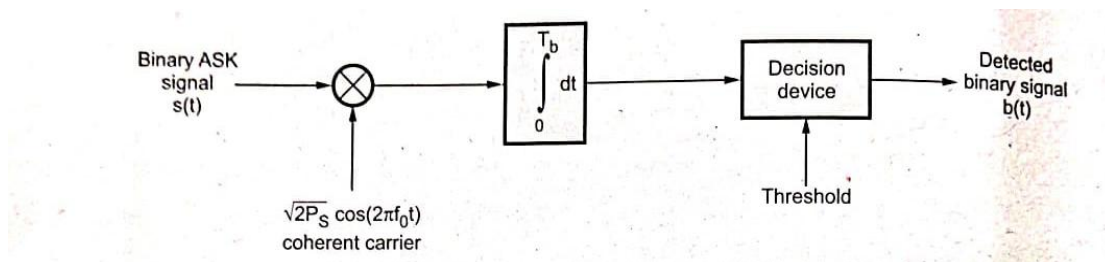 Binary ASK
signal
s(t)
T_b
∫ dt
0
Decision
device
Detected
binary signal
b(t)
Threshold
√2P_S cos(2πf_0t)
coherent carrier